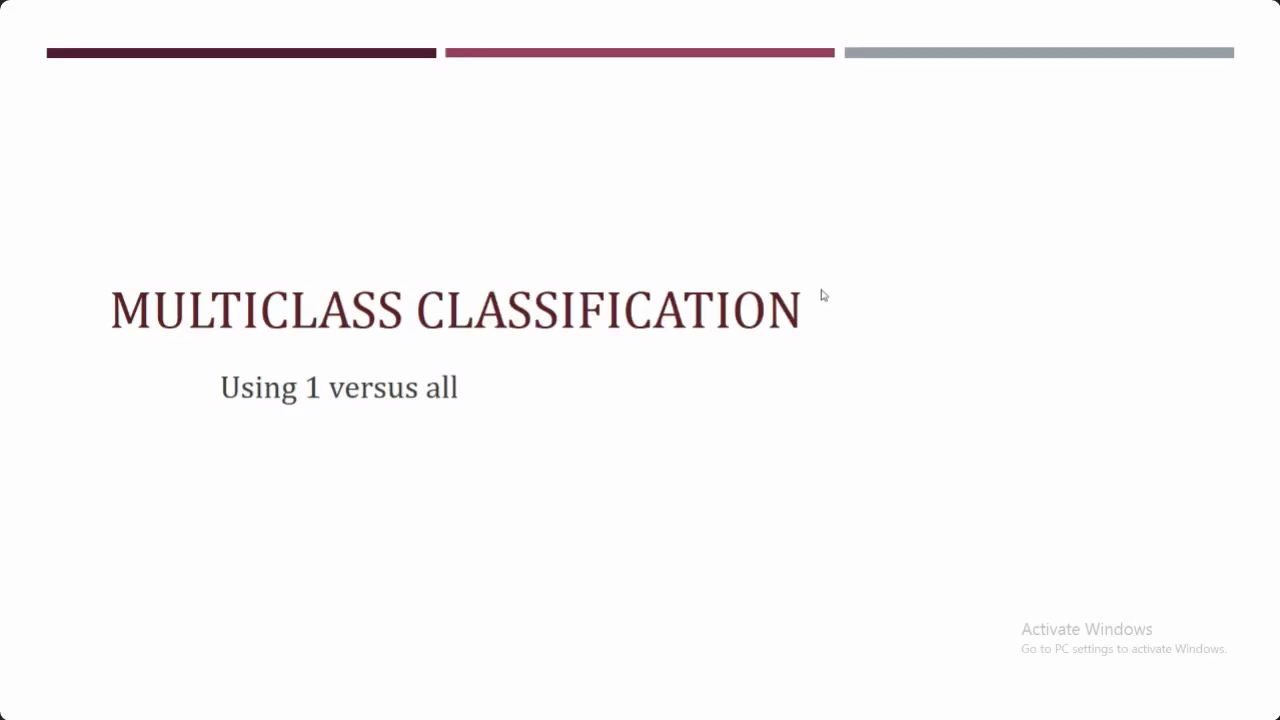 MULTICLASS CLASSIFICATION
Using 1 versus all
Activate Windows
Go to PC settings to activate Windows.